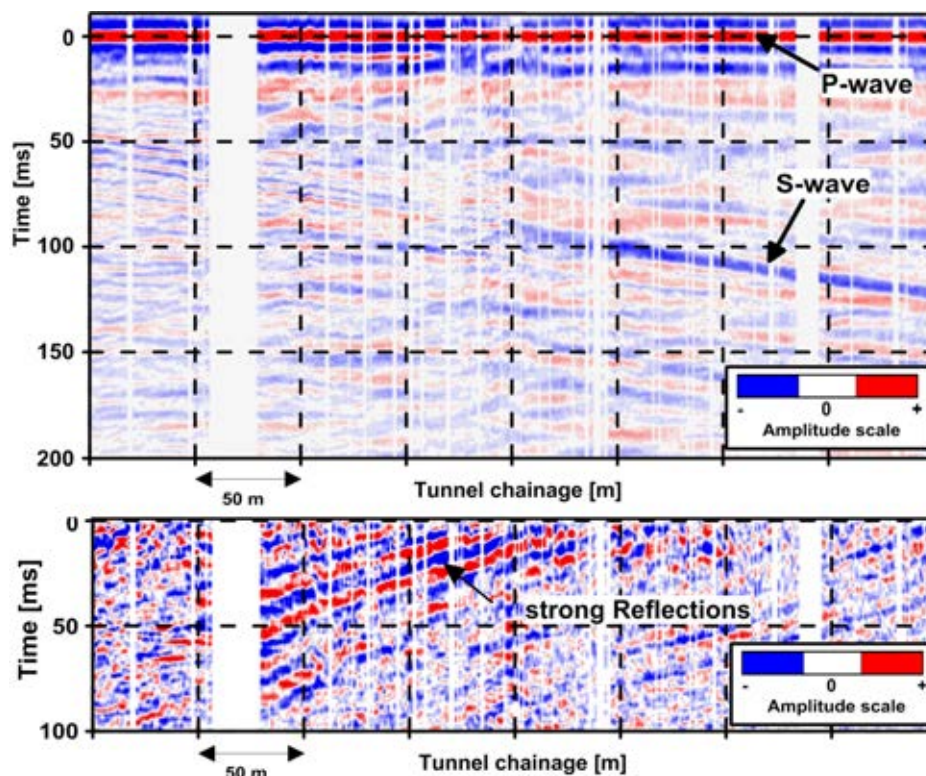 0
P-wave
50
Time [ms]
S-wave
100
150
- 0 +
Amplitude scale
200
50 m
Tunnel chainage [m]
0
Time [ms]
strong Reflections
50
- 0 +
Amplitude scale
100
50 m
Tunnel chainage [m]